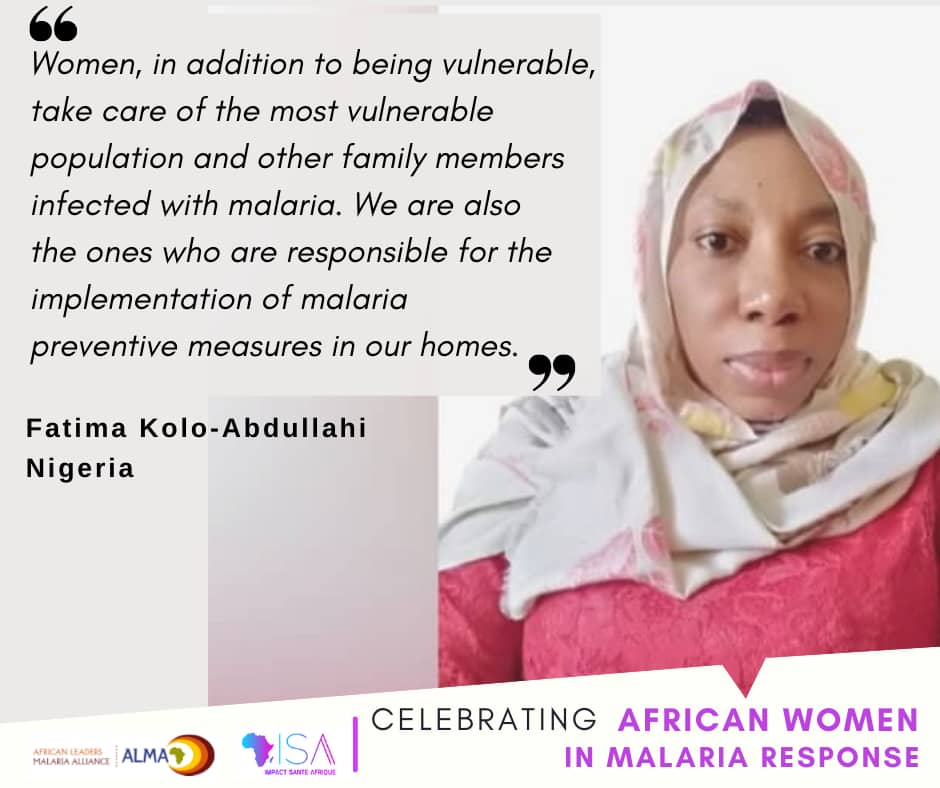 Women, in addition to being vulnerable,
take care of the most vulnerable
population and other family members
infected with malaria. We are also
the ones who are responsible for the
implementation of malaria
preventive measures in our homes.
Fatima Kolo-Abdullahi
Nigeria
CELEBRATING AFRICAN WOMEN
IN MALARIA RESPONSE
AFRICAN LEADERS
MALARIA ALLIANCE
ALMA
ISA
IMPACT SANTE AFRIQUE